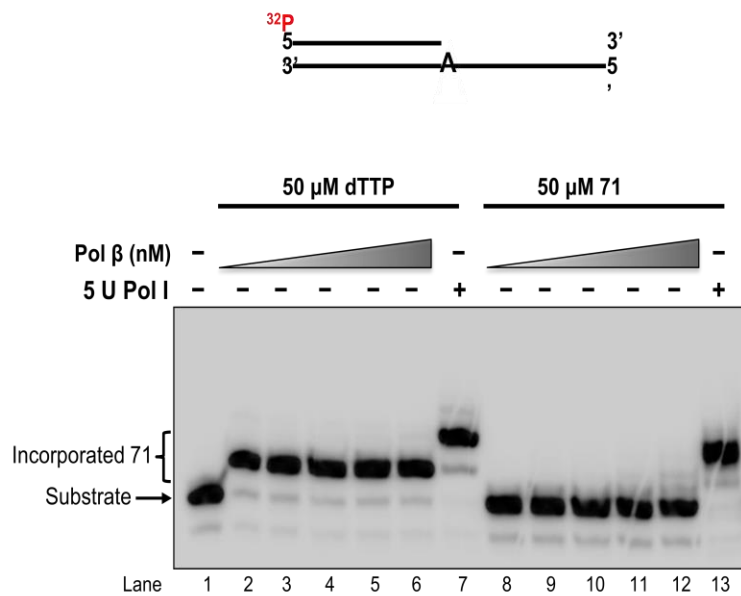 32P
5 3’
3’ A 5
’
50 µM dTTP 50 µM 71
Pol β (nM) – – –
5 U Pol I – – – – – – + – – – – – +
Incorporated 71
Substrate
Lane 1 2 3 4 5 6 7 8 9 10 11 12 13